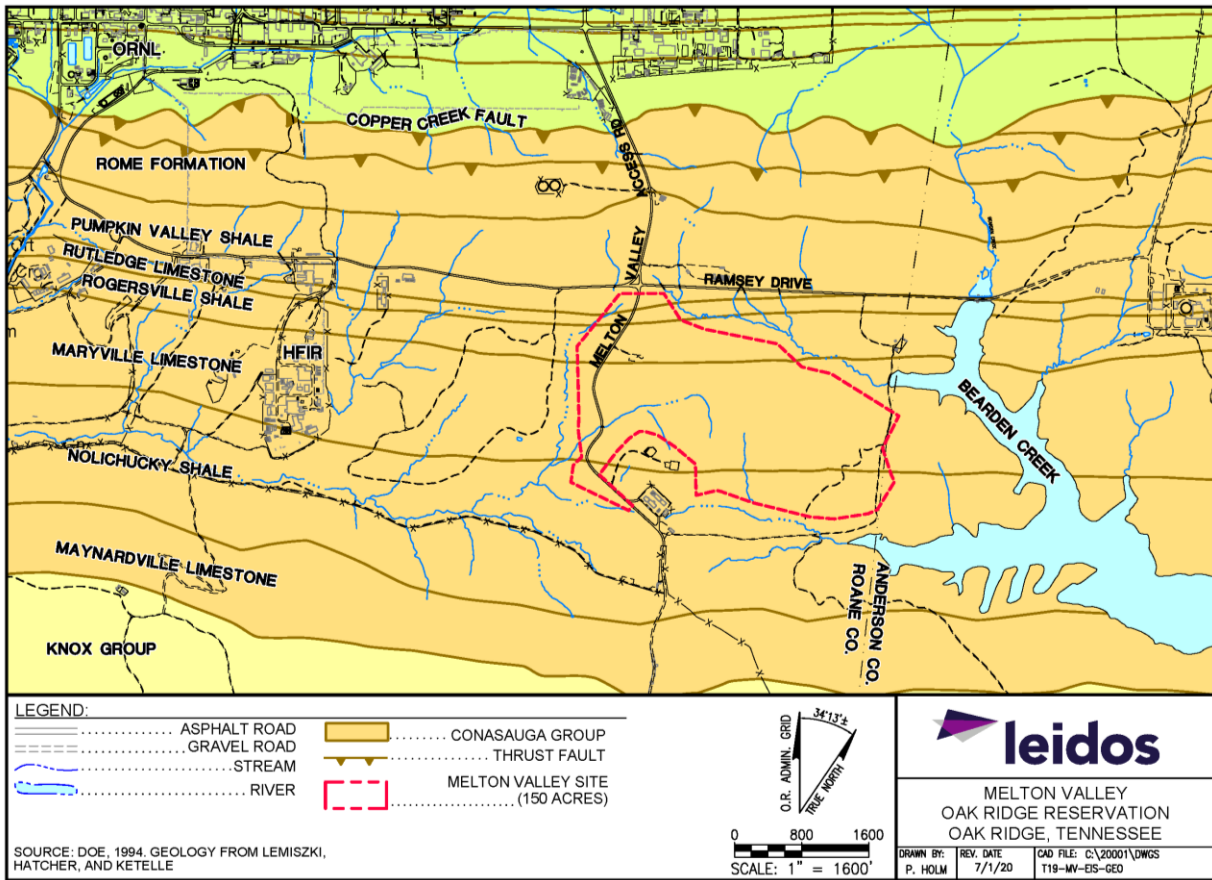 ORNL
COPPER CREEK FAULT
ROME FORMATION
ACCESS RD
VALLEY
MELTON
PUMPKIN VALLEY SHALE
RUTLEDGE LIMESTONE
ROGERSVILLE SHALE
RAMSEY DRIVE
MARYVILLE LIMESTONE
HFIR
BEARDEN CREEK
NOLICHUCKY SHALE
MAYNARDVILLE LIMESTONE
ANDERSON CO.
ROANE CO.
KNOX GROUP
LEGEND:
ASPHALT ROAD
GRAVEL ROAD
STREAM
RIVER
CONASAUGA GROUP
THRUST FAULT
MELTON VALLEY SITE
(150 ACRES)
SOURCE: DOE, 1994. GEOLOGY FROM LEMISZKI,
HATCHER, AND KETELLE
34°13'±
O.R. ADMIN. GRID
TRUE NORTH
0 800 1600
SCALE: 1" = 1600'
leidos
MELTON VALLEY
OAK RIDGE RESERVATION
OAK RIDGE, TENNESSEE
DRAWN BY:
P. HOLM
REV. DATE
7/1/20
CAD FILE: C:\20001\DWGS
T19-MV-EIS-GEO